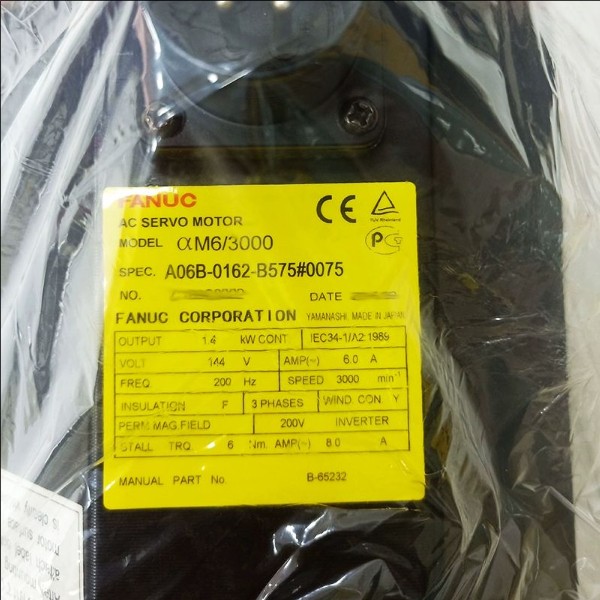 FANUC
AC SERVO MOTOR
MODEL αM6/3000
SPEC. A06B-0162-B575#0075
NO.
DATE
CE
FANUC CORPORATION YAMANASHI, MADE IN JAPAN
OUTPUT 1.4 kW CONT IEC34-1/A2:1989
VOLT 144 V AMP(~) 6.0 A
FREQ. 200 Hz SPEED 3000 min⁻¹
INSULATION F 3 PHASES WIND. CON. Y
PERM.MAG.FIELD 200V INVERTER
STALL TRQ. 6 Nm. AMP(~) 8.0 A
MANUAL PART No. B-65232